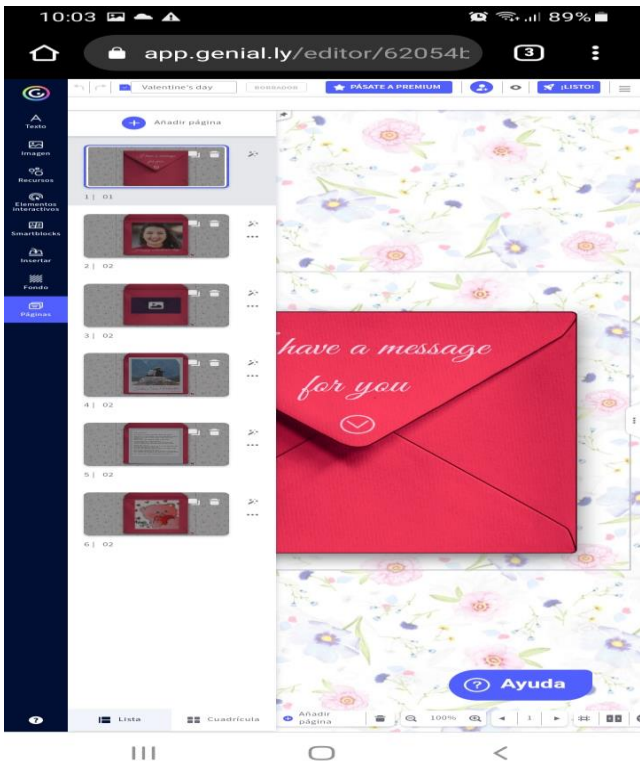 10:03
89%
app.genial.ly/editor/62054b
3
Valentine's day
BORRADOR
PÁSATE A PREMIUM
¡LISTO!
Texto
Imagen
Recursos
Elementos
interactivos
Smartblocks
Insertar
Fondo
Páginas
Añadir página
1 | 01
2 | 02
3 | 02
4 | 02
5 | 02
6 | 02
have a message
for you
Ayuda
Lista
Cuadrícula
Añadir
página
100%
1